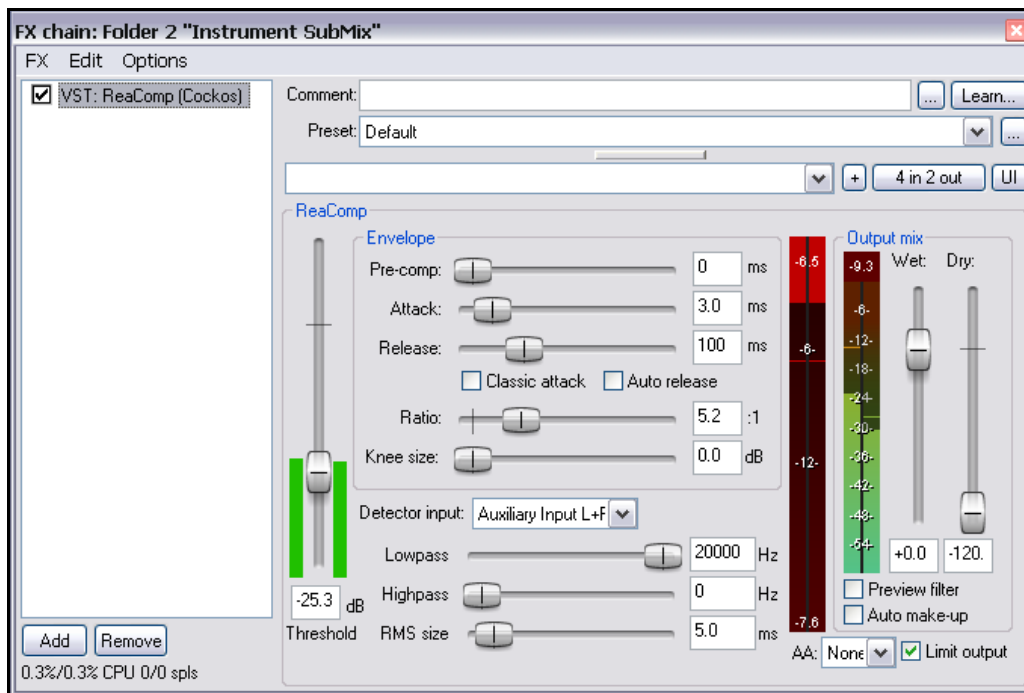 FX chain: Folder 2 "Instrument SubMix"
FX Edit Options
VST: ReaComp (Cockos)
Comment: ... Learn...
Preset: Default ...
+ 4 in 2 out UI
ReaComp
Envelope
Pre-comp: 0 ms
Attack: 3.0 ms
Release: 100 ms
Classic attack Auto release
Ratio: 5.2 :1
Knee size: 0.0 dB
Detector input: Auxiliary Input L+
Lowpass 20000 Hz
Highpass 0 Hz
RMS size 5.0 ms
-25.3 dB
Threshold
-6.5
-6-
-12-
-7.6
Output mix
Wet: Dry:
-9.3
-6-
-12-
-18-
-24-
-30-
-36-
-42-
-48-
-54-
+0.0 -120.
Preview filter
Auto make-up
AA: None Limit output
Add Remove
0.3%/0.3% CPU 0/0 spls